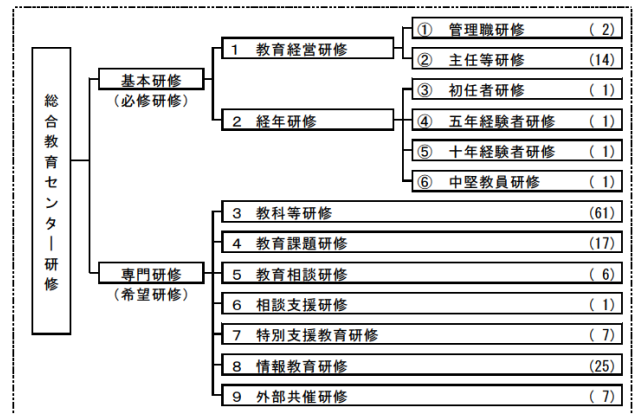 総合教育センター研修
基本研修
(必修研修)
1 教育経営研修
① 管理職研修 ( 2)
② 主任等研修 (14)
2 経年研修
③ 初任者研修 ( 1)
④ 五年経験者研修 ( 1)
⑤ 十年経験者研修 ( 1)
⑥ 中堅教員研修 ( 1)
専門研修
(希望研修)
3 教科等研修 (61)
4 教育課題研修 (17)
5 教育相談研修 ( 6)
6 相談支援研修 ( 1)
7 特別支援教育研修 ( 7)
8 情報教育研修 (25)
9 外部共催研修 ( 7)